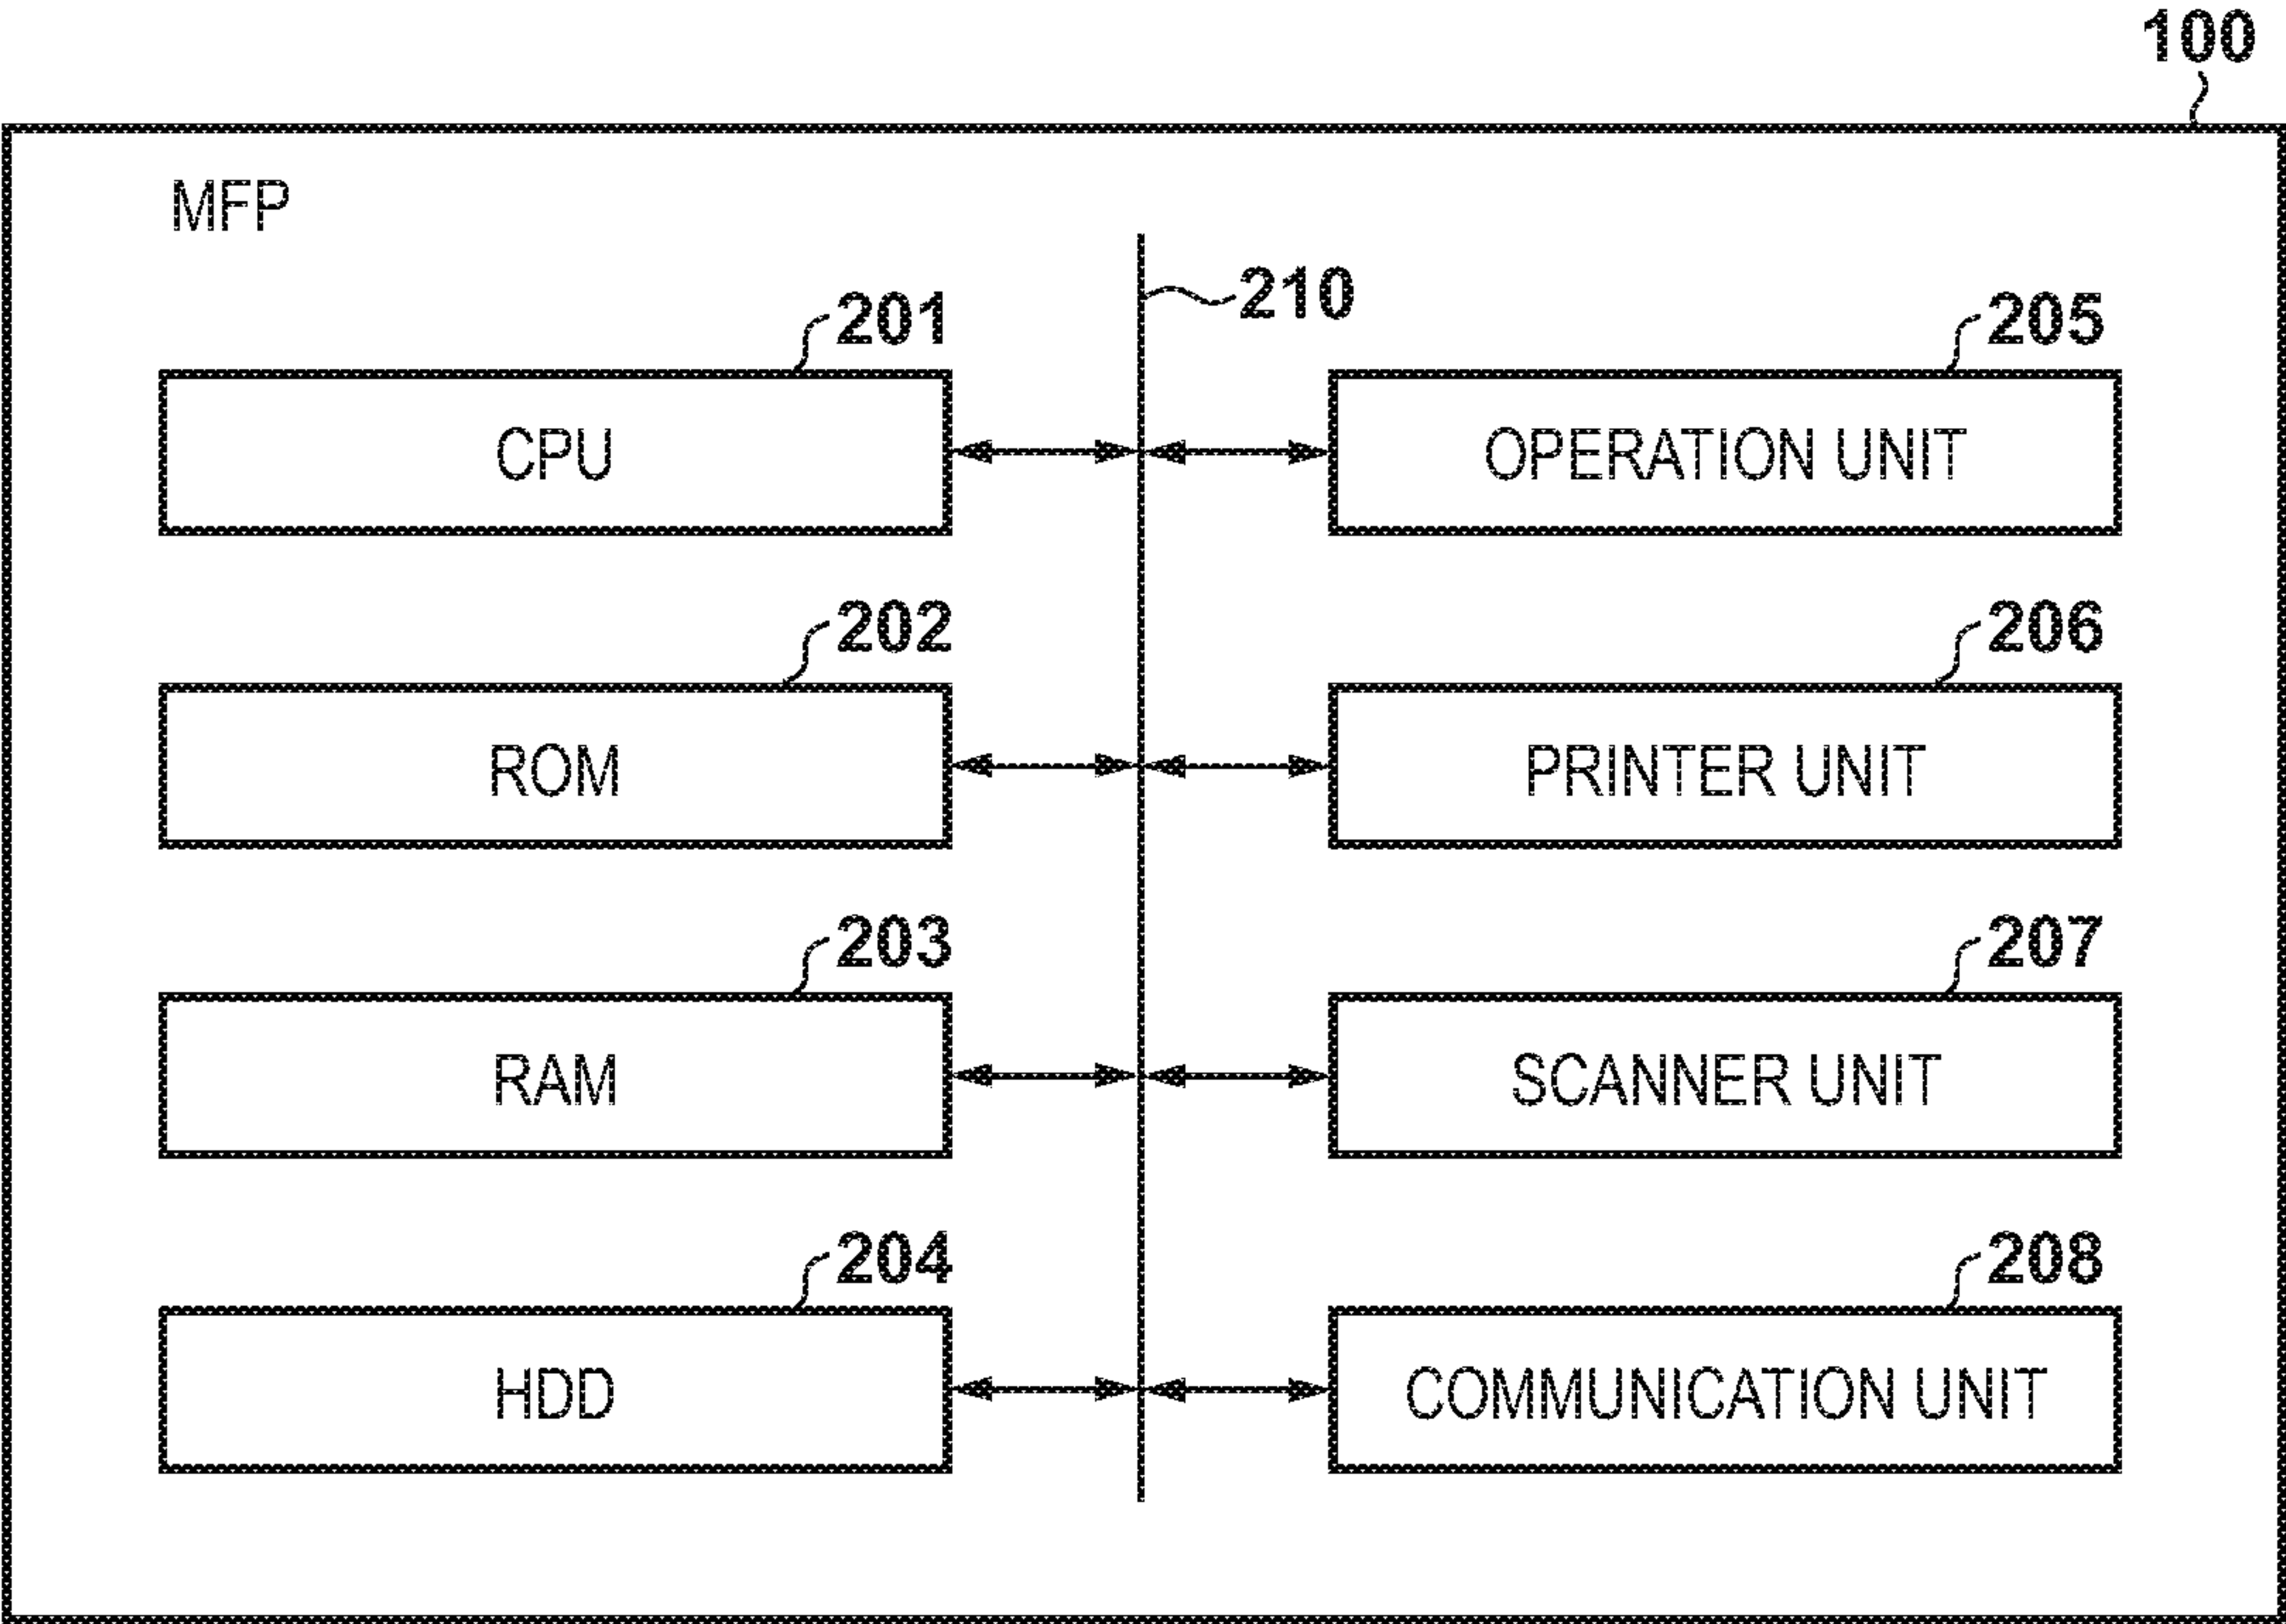 100
MFP
210
201
205
CPU
OPERATION UNIT
202
206
ROM
PRINTER UNIT
203
207
RAM
SCANNER UNIT
204
208
HDD
COMMUNICATION UNIT